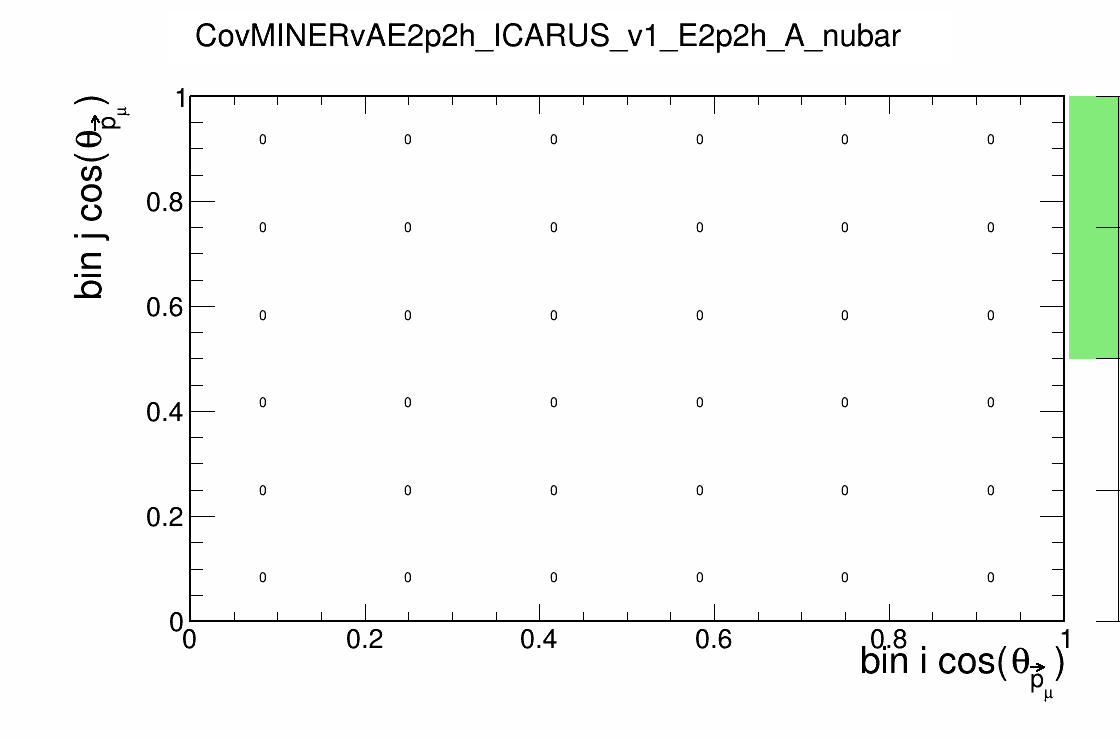 CovMINERvAE2p2h_ICARUS_v1_E2p2h_A_nubar
bin j cos(θp⃗μ)
1
0 0 0 0 0 0
0.8
0 0 0 0 0 0
0.6
0 0 0 0 0 0
0.4
0 0 0 0 0 0
0.2
0 0 0 0 0 0
0 0 0 0 0 0
0
0 0.2 0.4 0.6 0.8 1
bin i cos(θp⃗μ)